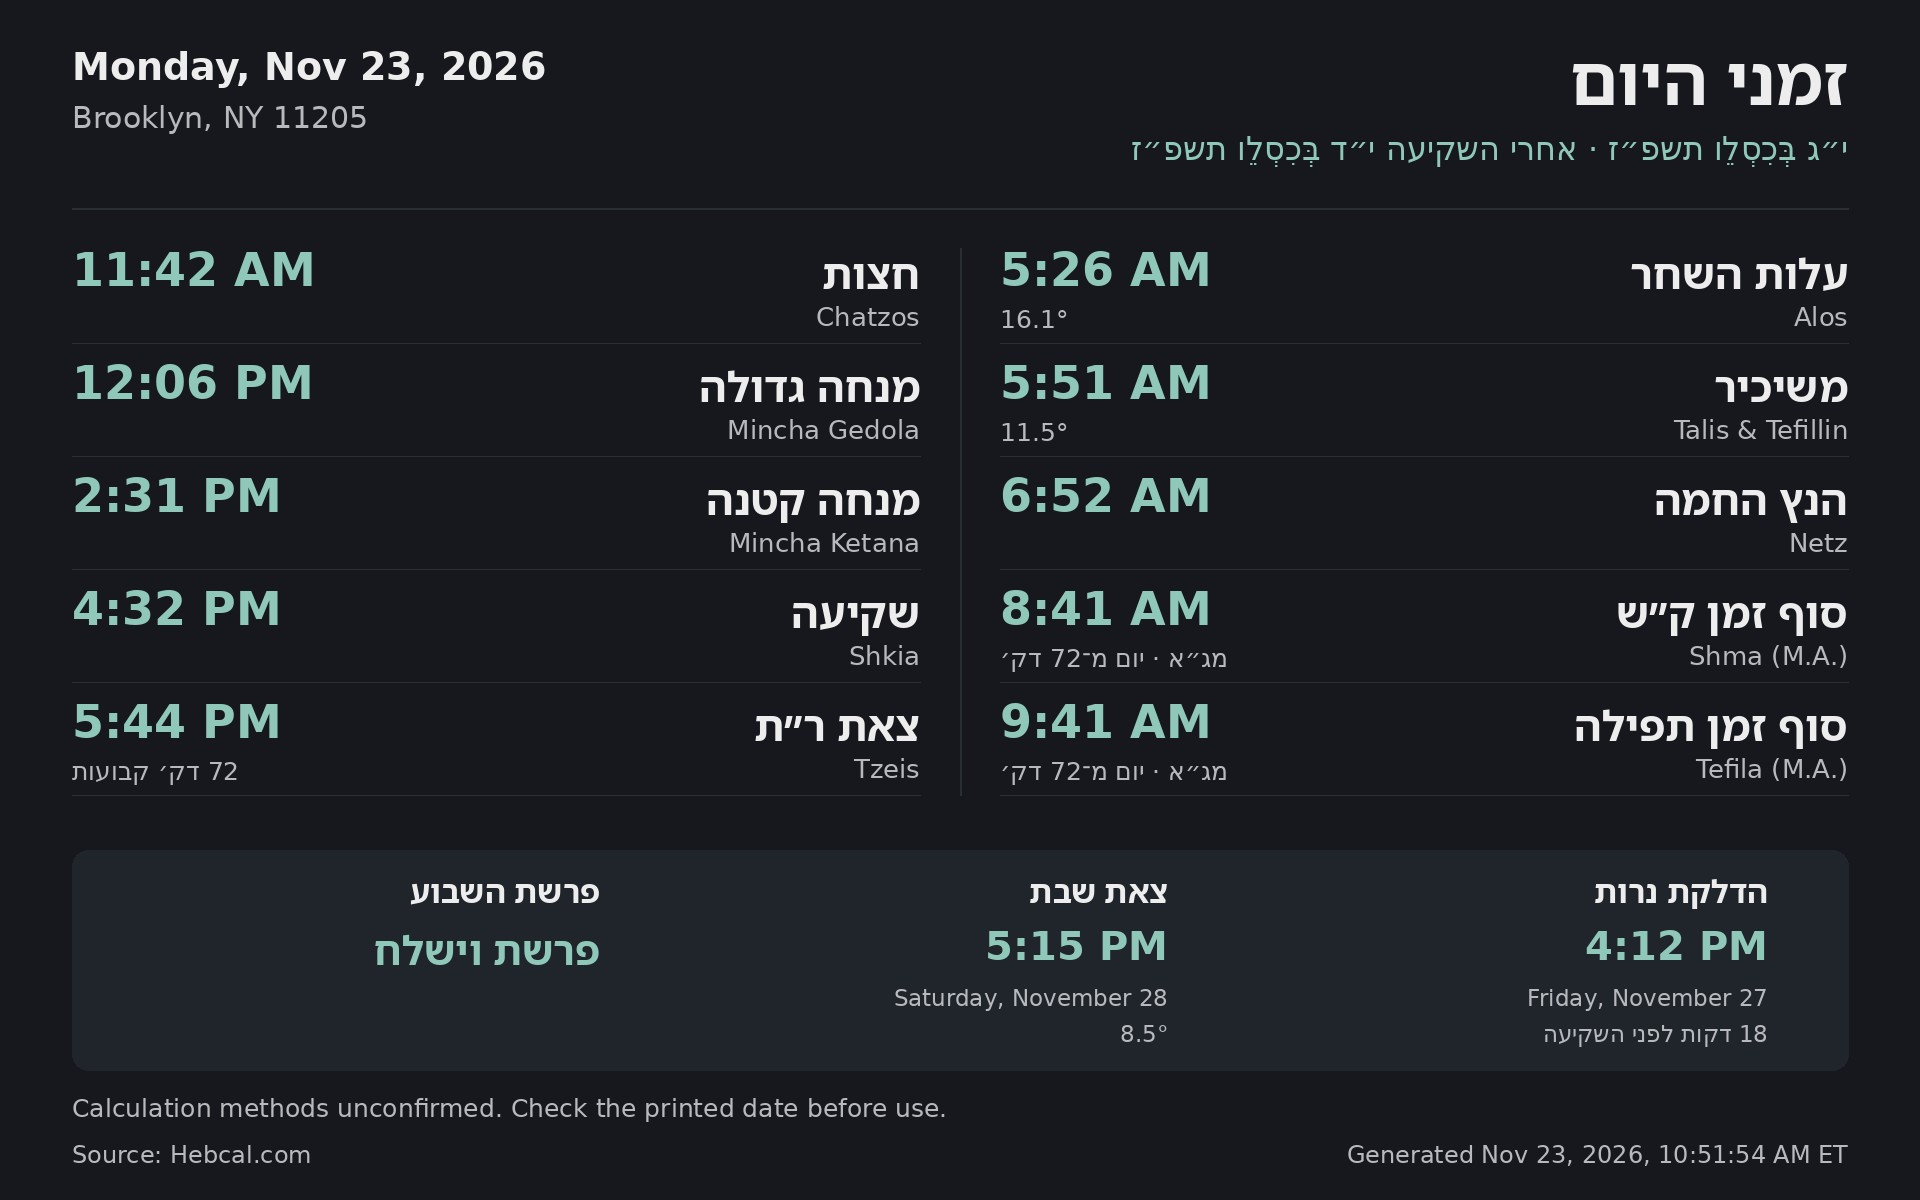 Monday, Nov 23, 2026
Brooklyn, NY 11205
זמני היום
י״ג בְּכִסְלֵו תשפ״ז · אחרי השקיעה י״ד בְּכִסְלֵו תשפ״ז
עלות השחר
Alos
5:26 AM
16.1°
משיכיר
Talis & Tefillin
5:51 AM
11.5°
הנץ החמה
Netz
6:52 AM
סוף זמן ק״ש
Shma (M.A.)
8:41 AM
מג״א · יום מ־72 דק׳
סוף זמן תפילה
Tefila (M.A.)
9:41 AM
מג״א · יום מ־72 דק׳
חצות
Chatzos
11:42 AM
מנחה גדולה
Mincha Gedola
12:06 PM
מנחה קטנה
Mincha Ketana
2:31 PM
שקיעה
Shkia
4:32 PM
צאת ר״ת
Tzeis
5:44 PM
72 דק׳ קבועות
הדלקת נרות
4:12 PM
Friday, November 27
18 דקות לפני השקיעה
צאת שבת
5:15 PM
Saturday, November 28
8.5°
פרשת השבוע
פרשת וישלח
Calculation methods unconfirmed. Check the printed date before use.
Source: Hebcal.com
Generated Nov 23, 2026, 10:51:54 AM ET